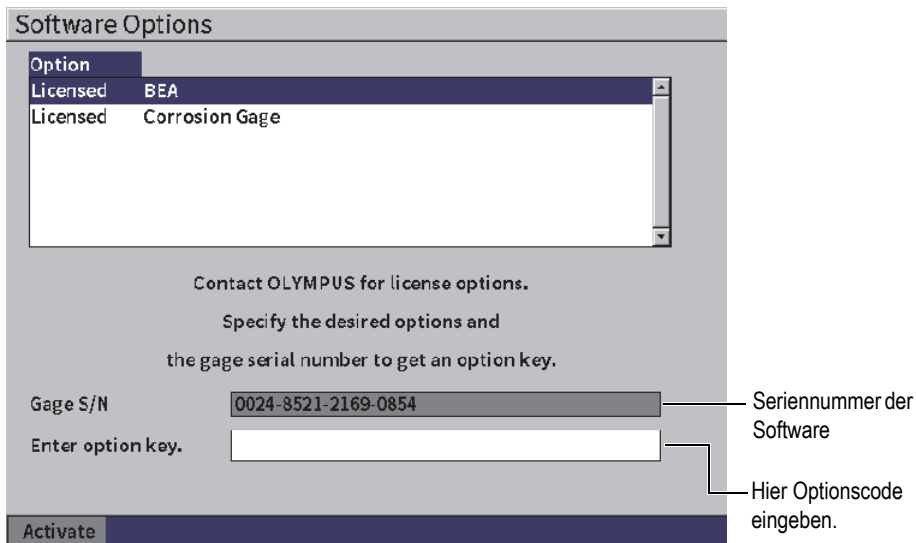 Software Options
Option
Licensed BEA
Licensed Corrosion Gage
Contact OLYMPUS for license options.
Specify the desired options and
the gage serial number to get an option key.
Gage S/N 0024-8521-2169-0854
Seriennummer der
Software
Enter option key.
Hier Optionscode
eingeben.
Activate